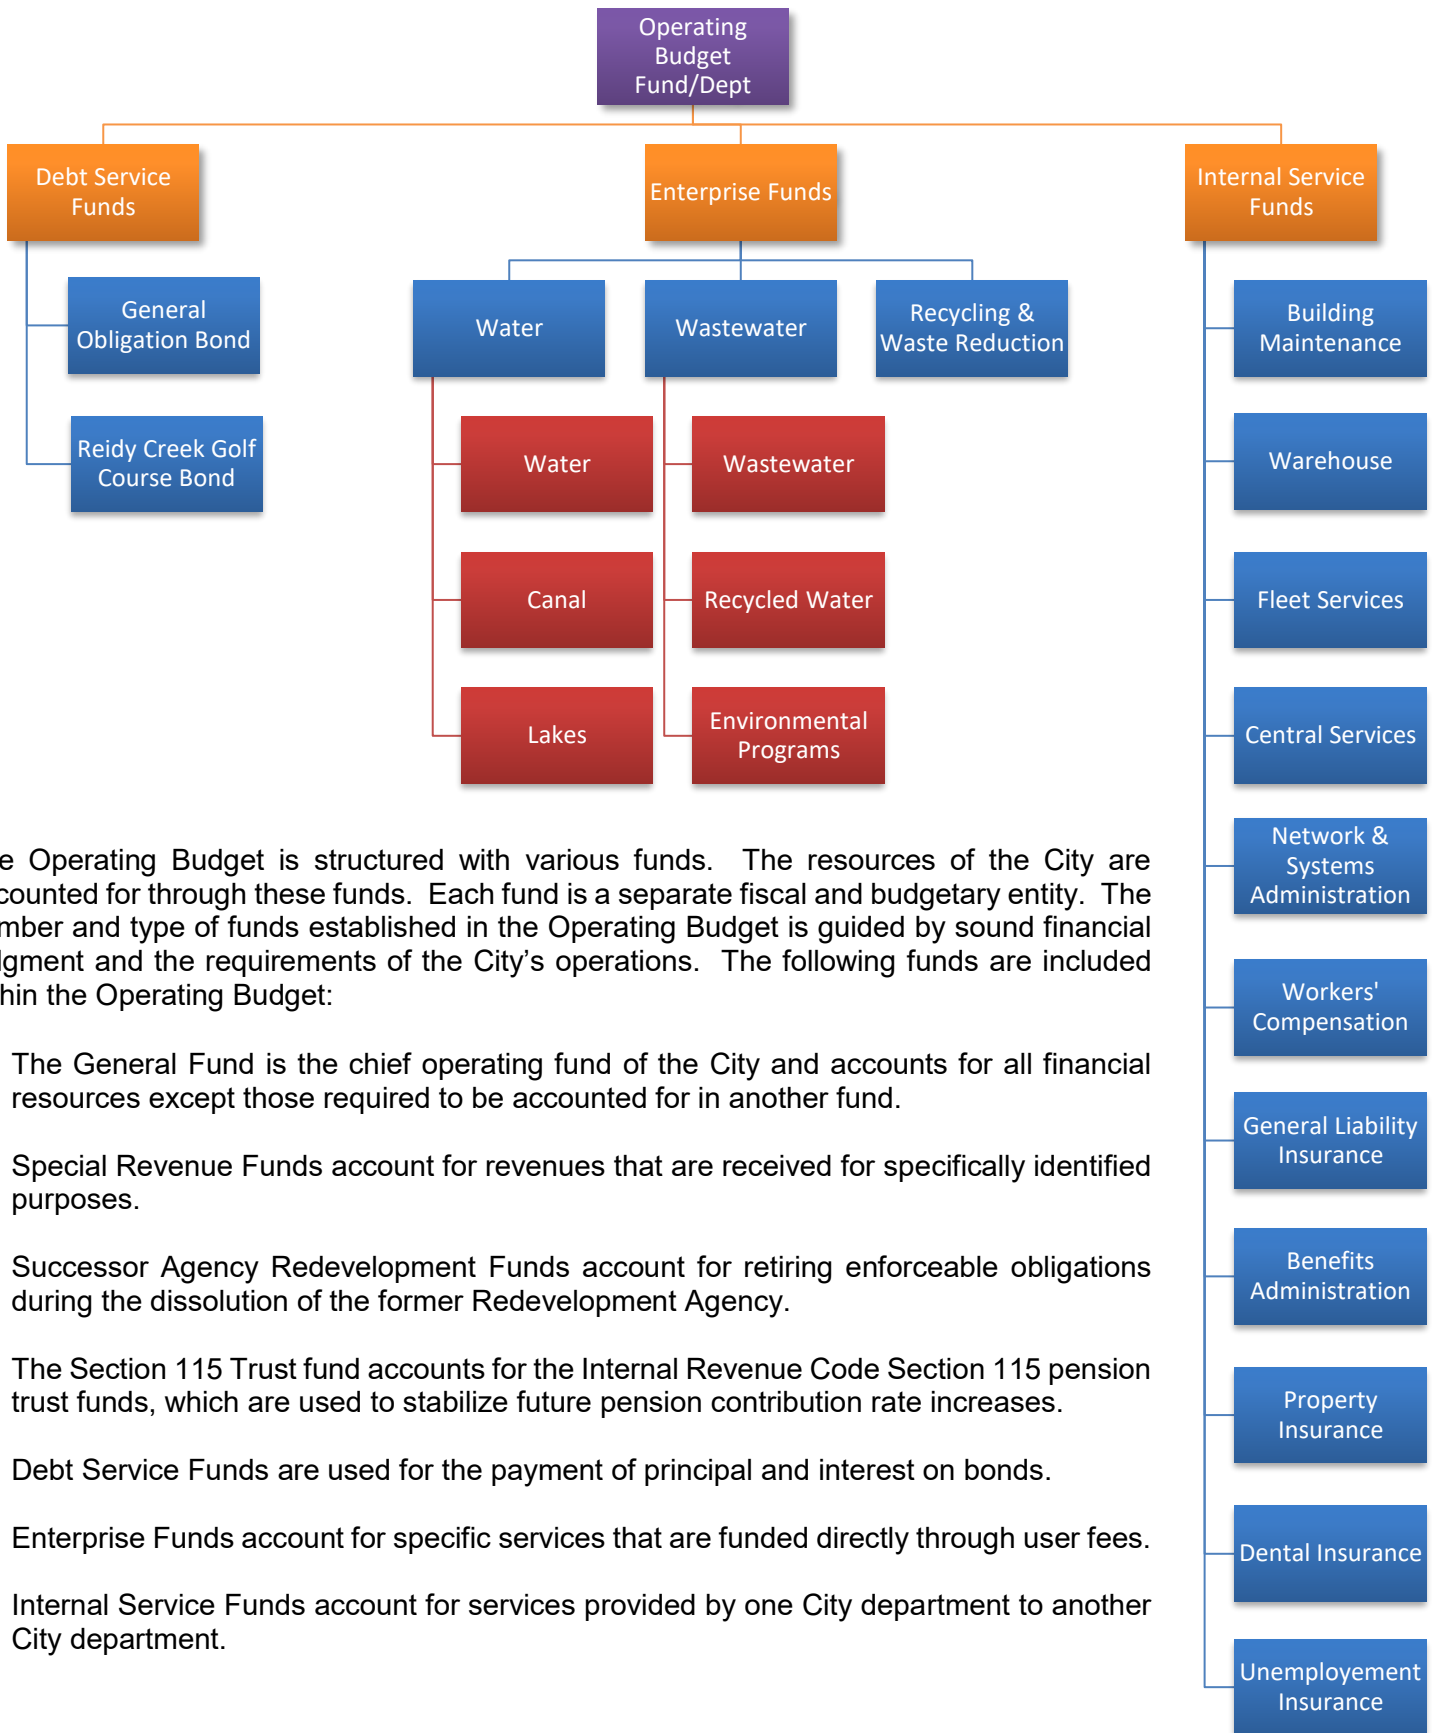 Operating
Budget
Fund/Dept
Debt Service
Funds
Enterprise Funds
Internal Service
Funds
General
Obligation Bond
Reidy Creek Golf
Course Bond
Water
Wastewater
Recycling &
Waste Reduction
Water
Canal
Lakes
Wastewater
Recycled Water
Environmental
Programs
Building
Maintenance
Warehouse
Fleet Services
Central Services
Network &
Systems
Administration
Workers'
Compensation
General Liability
Insurance
Benefits
Administration
Property
Insurance
Dental Insurance
Unemployement
Insurance
e Operating Budget is structured with various funds. The resources of the City are
counted for through these funds. Each fund is a separate fiscal and budgetary entity. The
mber and type of funds established in the Operating Budget is guided by sound financial
dgment and the requirements of the City’s operations. The following funds are included
hin the Operating Budget:
The General Fund is the chief operating fund of the City and accounts for all financial
resources except those required to be accounted for in another fund.
Special Revenue Funds account for revenues that are received for specifically identified
purposes.
Successor Agency Redevelopment Funds account for retiring enforceable obligations
during the dissolution of the former Redevelopment Agency.
The Section 115 Trust fund accounts for the Internal Revenue Code Section 115 pension
trust funds, which are used to stabilize future pension contribution rate increases.
Debt Service Funds are used for the payment of principal and interest on bonds.
Enterprise Funds account for specific services that are funded directly through user fees.
Internal Service Funds account for services provided by one City department to another
City department.